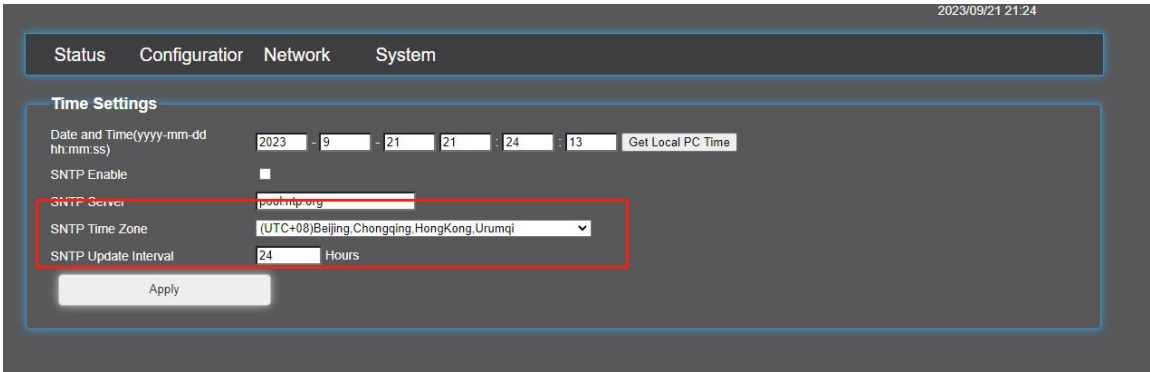 2023/09/21 21:24
Status Configuratior Network System
Time Settings
Date and Time(yyyy-mm-dd
hh:mm:ss)
2023 - 9 - 21 21 : 24 : 13 Get Local PC Time
SNTP Enable
SNTP Server pool.ntp.org
SNTP Time Zone (UTC+08)Beijing,Chongqing,HongKong,Urumqi
SNTP Update Interval 24 Hours
Apply